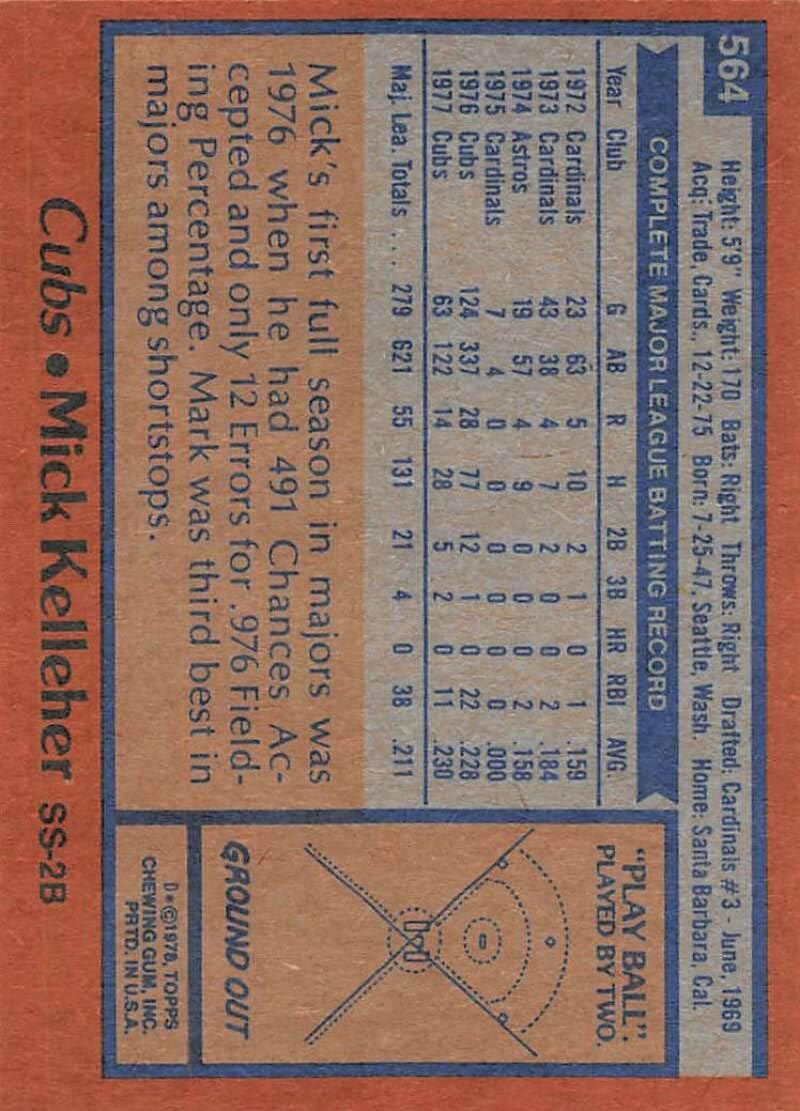 564
Height: 5'9" Weight: 170 Bats: Right Throws: Right Drafted: Cardinals #3 - June, 1969
Acq: Trade, Cards., 12-22-75 Born: 7-25-47, Seattle, Wash. Home: Santa Barbara, Cal.
COMPLETE MAJOR LEAGUE BATTING RECORD
Year Club G AB R H 2B 3B HR RBI AVG.
1972 Cardinals 23 63 5 10 2 1 0 1 .159
1973 Cardinals 43 38 4 7 2 0 0 2 .184
1974 Astros 19 57 4 9 0 0 0 2 .158
1975 Cardinals 7 4 0 0 0 0 0 0 .000
1976 Cubs 124 337 28 77 12 1 0 22 .228
1977 Cubs 63 122 14 28 5 2 0 11 .230
Maj. Lea. Totals .... 279 621 55 131 21 4 0 38 .211
Mick's first full season in majors was
1976 when he had 491 Chances Ac-
cepted and only 12 Errors for .976 Field-
ing Percentage. Mark was third best in
majors among shortstops.
"PLAY BALL".
PLAYED BY TWO.
GROUND OUT
D*©1978, TOPPS
CHEWING GUM, INC.
PRTD. IN U.S.A.
Cubs • Mick Kelleher SS-2B